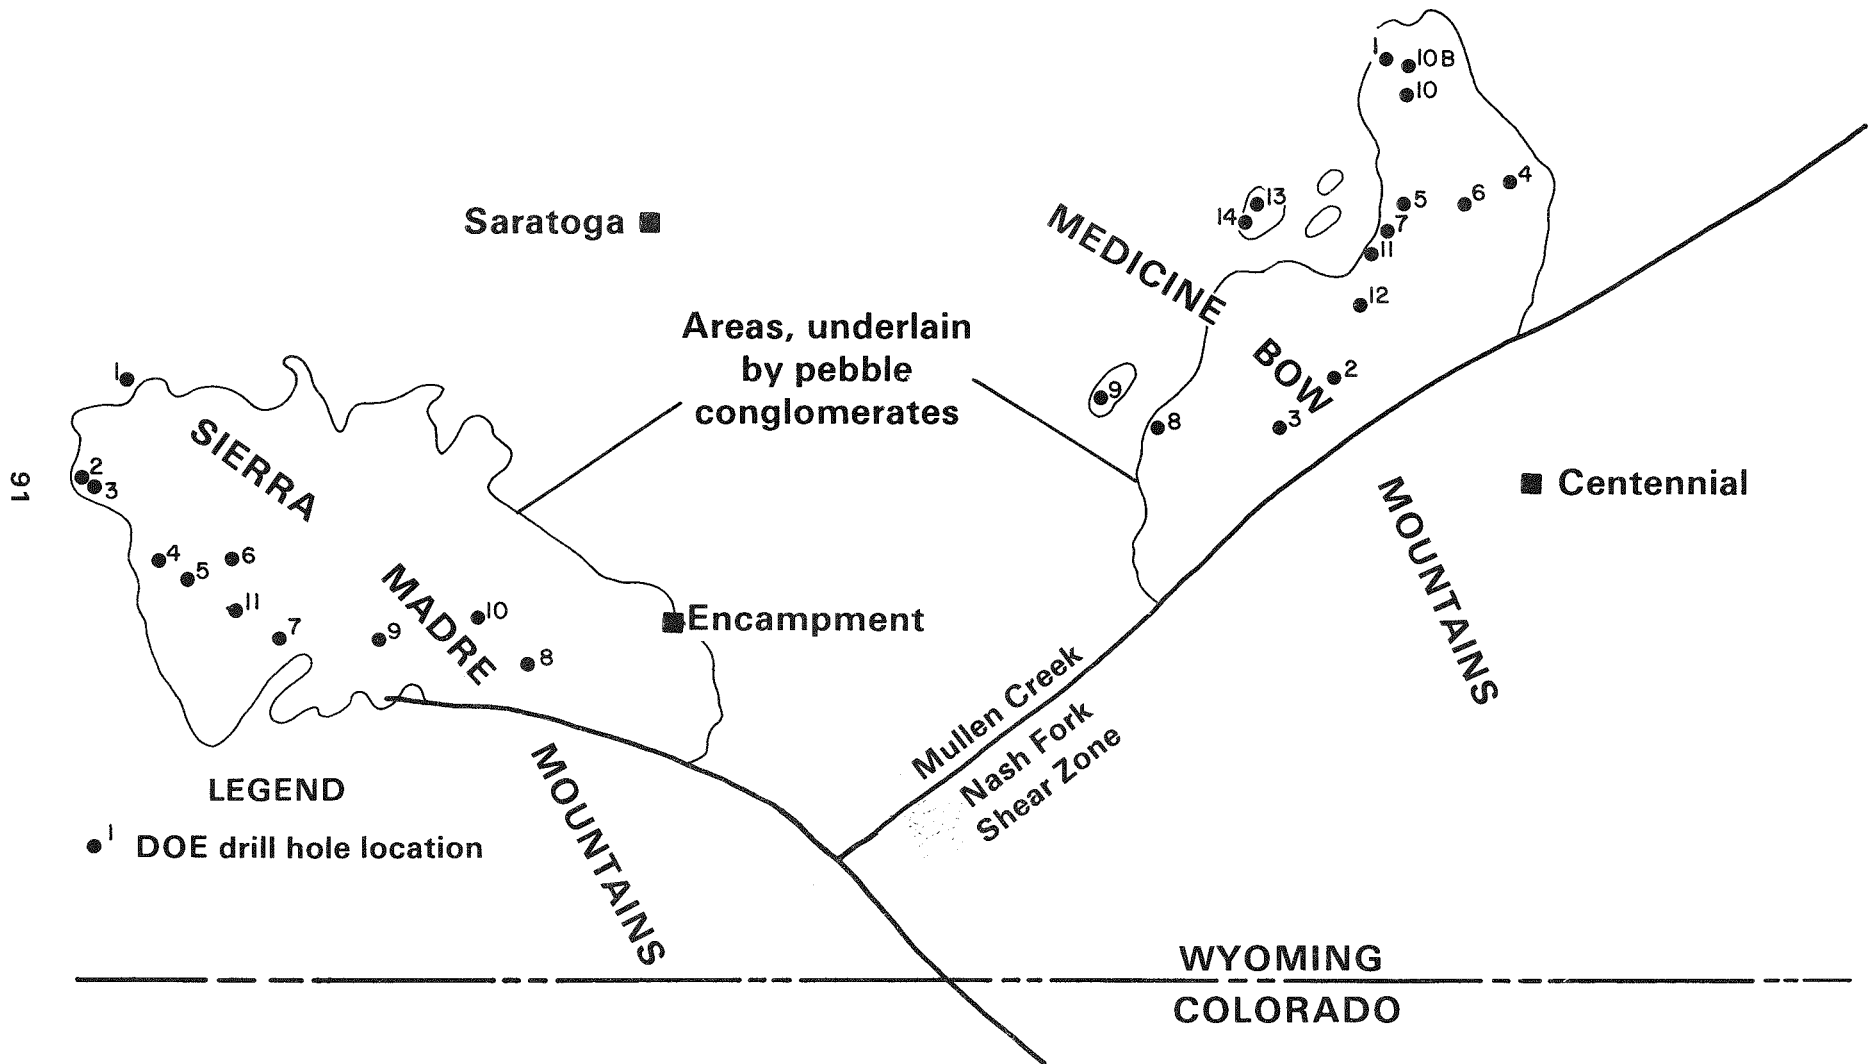 1
10B
10
4
5
6
13
14
7
11
12
Saratoga
MEDICINE
BOW
MOUNTAINS
Areas, underlain
by pebble
conglomerates
2
3
9
8
Centennial
1
SIERRA
MADRE
MOUNTAINS
2
3
4
5
6
11
7
9
10
8
Encampment
Mullen Creek
Nash Fork
Shear Zone
LEGEND
1 DOE drill hole location
WYOMING
COLORADO
91